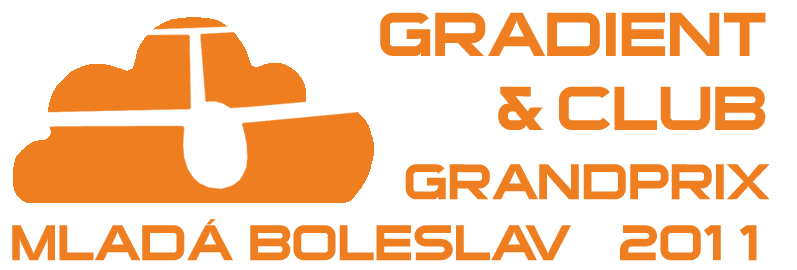 GRADIENT
& CLUB
GRANDPRIX
MLADÁ BOLESLAV 2011